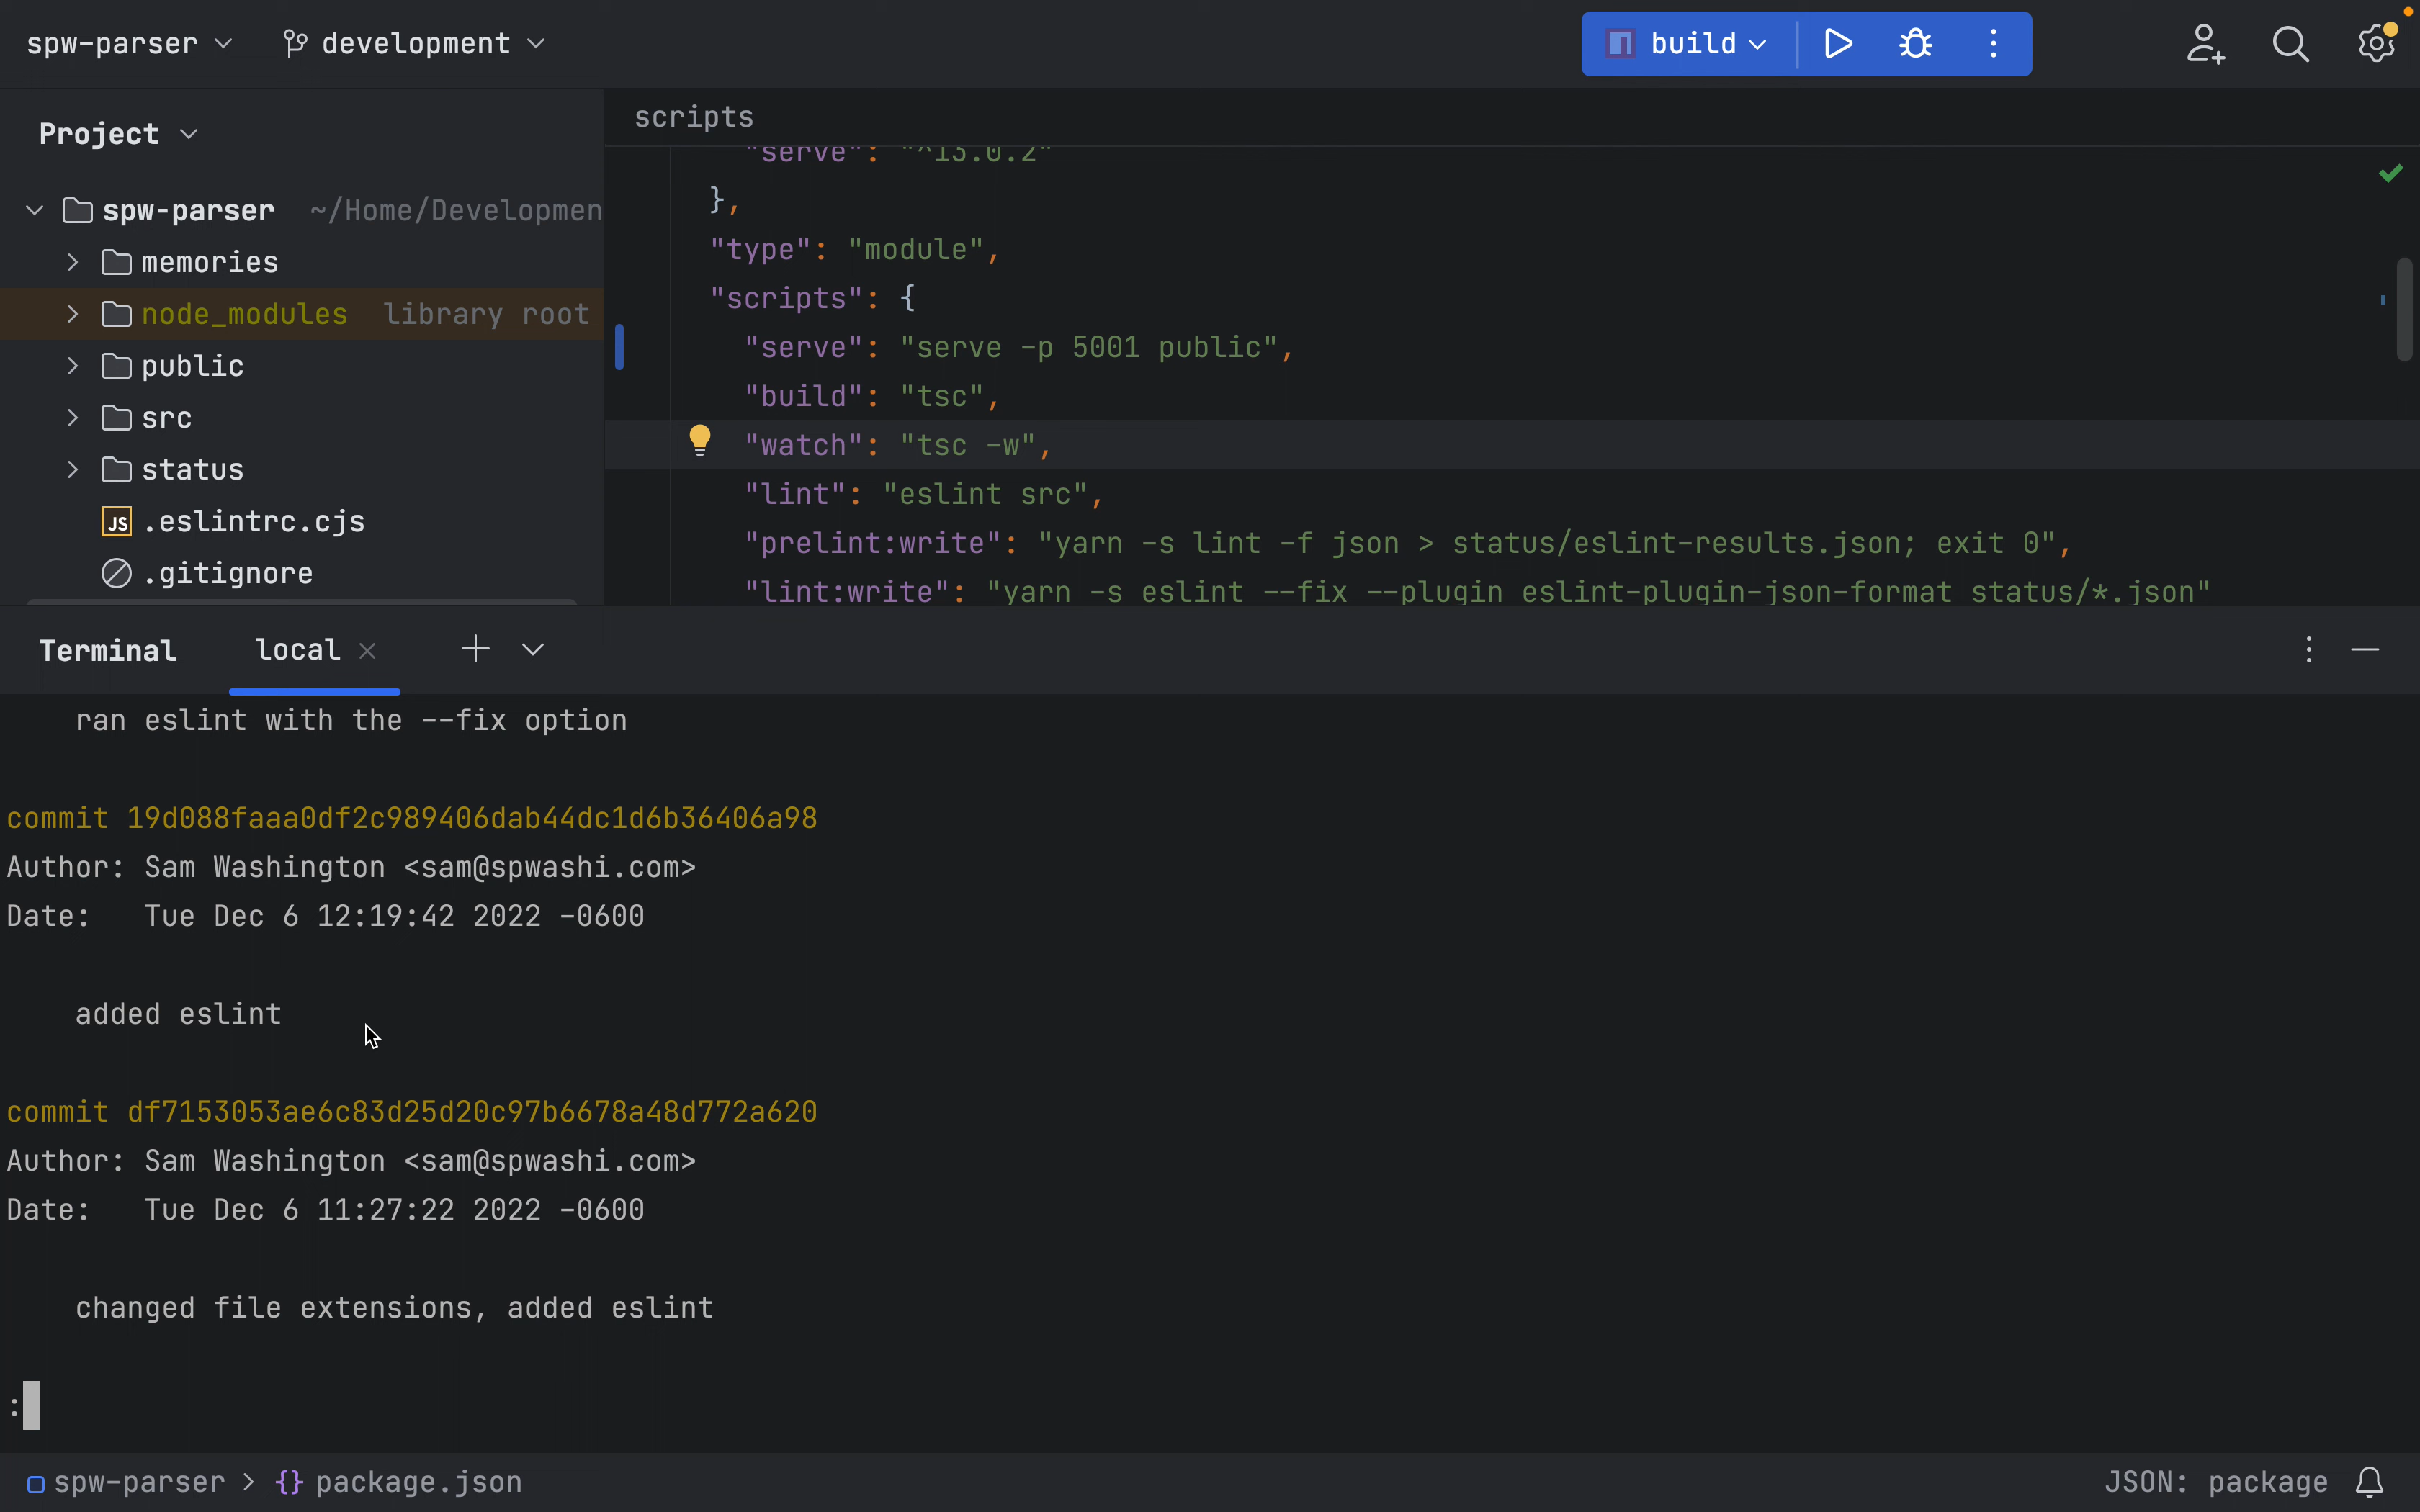 spw-parser development build
Project
spw-parser ~/Home/Developmen
memories
node_modules library root
public
src
status
JS .eslintrc.cjs
.gitignore
scripts
"serve": "^13.0.2"
},
"type": "module",
"scripts": {
"serve": "serve -p 5001 public",
"build": "tsc",
"watch": "tsc -w",
"lint": "eslint src",
"prelint:write": "yarn -s lint -f json > status/eslint-results.json; exit 0",
"lint:write": "yarn -s eslint --fix --plugin eslint-plugin-json-format status/*.json"
Terminal local
ran eslint with the --fix option
commit 19d088faaa0df2c989406dab44dc1d6b36406a98
Author: Sam Washington <sam@spwashi.com>
Date: Tue Dec 6 12:19:42 2022 -0600
added eslint
commit df7153053ae6c83d25d20c97b6678a48d772a620
Author: Sam Washington <sam@spwashi.com>
Date: Tue Dec 6 11:27:22 2022 -0600
changed file extensions, added eslint
:
spw-parser > {} package.json JSON: package